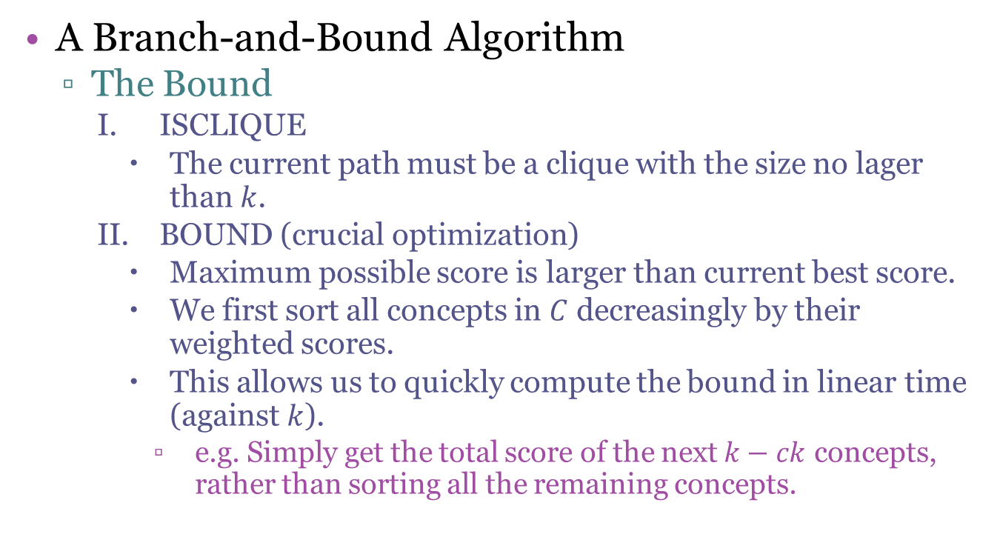 • A Branch-and-Bound Algorithm
▫ The Bound
I. ISCLIQUE
• The current path must be a clique with the size no lager
than k.
II. BOUND (crucial optimization)
• Maximum possible score is larger than current best score.
• We first sort all concepts in C decreasingly by their
weighted scores.
• This allows us to quickly compute the bound in linear time
(against k).
▫ e.g. Simply get the total score of the next k − ck concepts,
rather than sorting all the remaining concepts.